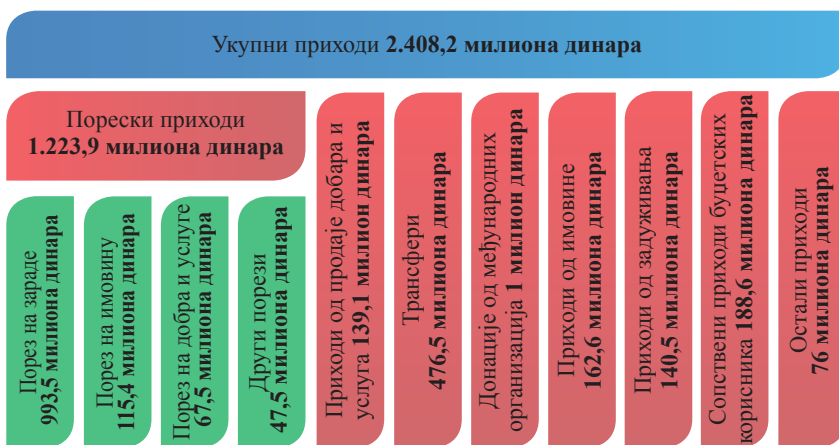 Укупни приходи 2.408,2 милиона динара
Порески приходи
1.223,9 милиона динара
Порез на зараде
993,5 милиона динара
Порез на имовину
115,4 милиона динара
Порез на добра и услуге
67,5 милиона динара
Други порези
47,5 милиона динара
Приходи од продаје добара и
услуга 139,1 милион динара
Трансфери
476,5 милиона динара
Донације од међународних
организација 1 милион динара
Приходи од имовине
162,6 милиона динара
Приходи од задуживања
140,5 милиона динара
Сопствени приходи буџетских
корисника 188,6 милиона динара
Остали приходи
76 милиона динара